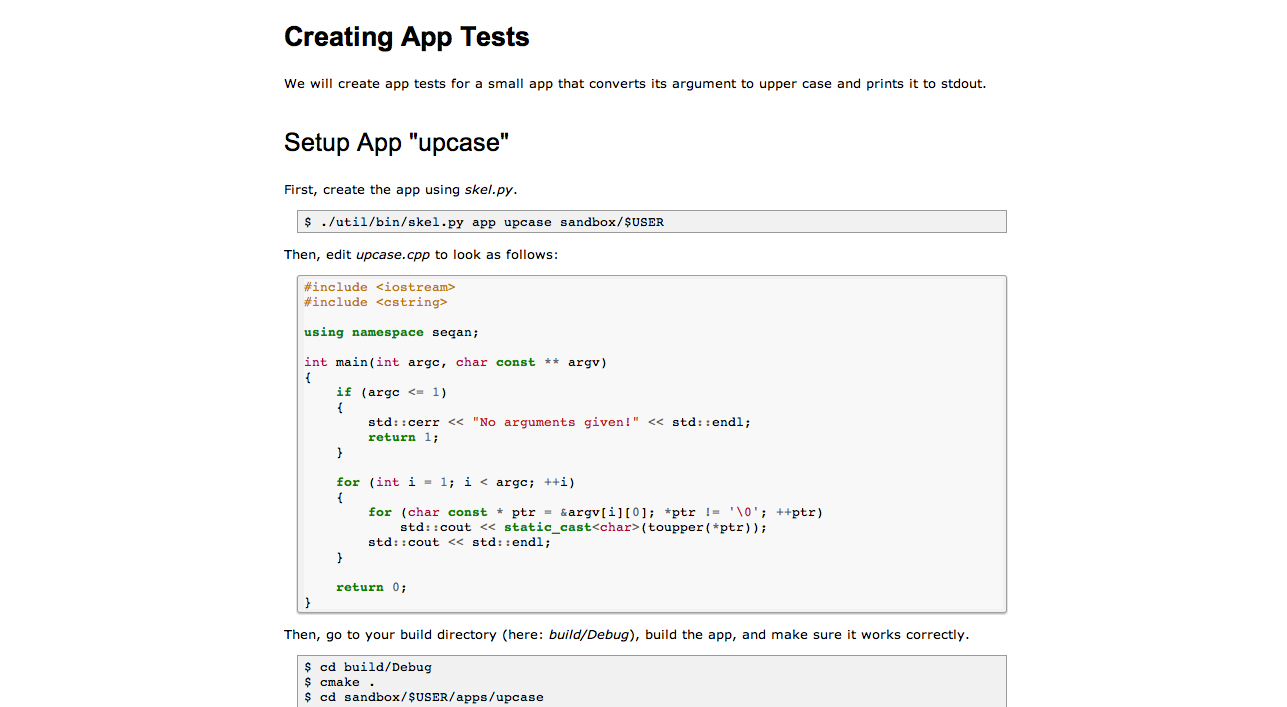 Creating App Tests
We will create app tests for a small app that converts its argument to upper case and prints it to stdout.
Setup App "upcase"
First, create the app using skel.py.
$ ./util/bin/skel.py app upcase sandbox/$USER
Then, edit upcase.cpp to look as follows:
#include <iostream>
#include <cstring>

using namespace seqan;

int main(int argc, char const ** argv)
{
    if (argc <= 1)
    {
        std::cerr << "No arguments given!" << std::endl;
        return 1;
    }

    for (int i = 1; i < argc; ++i)
    {
        for (char const * ptr = &argv[i][0]; *ptr != '\0'; ++ptr)
            std::cout << static_cast<char>(toupper(*ptr));
        std::cout << std::endl;
    }

    return 0;
}
Then, go to your build directory (here: build/Debug), build the app, and make sure it works correctly.
$ cd build/Debug
$ cmake .
$ cd sandbox/$USER/apps/upcase